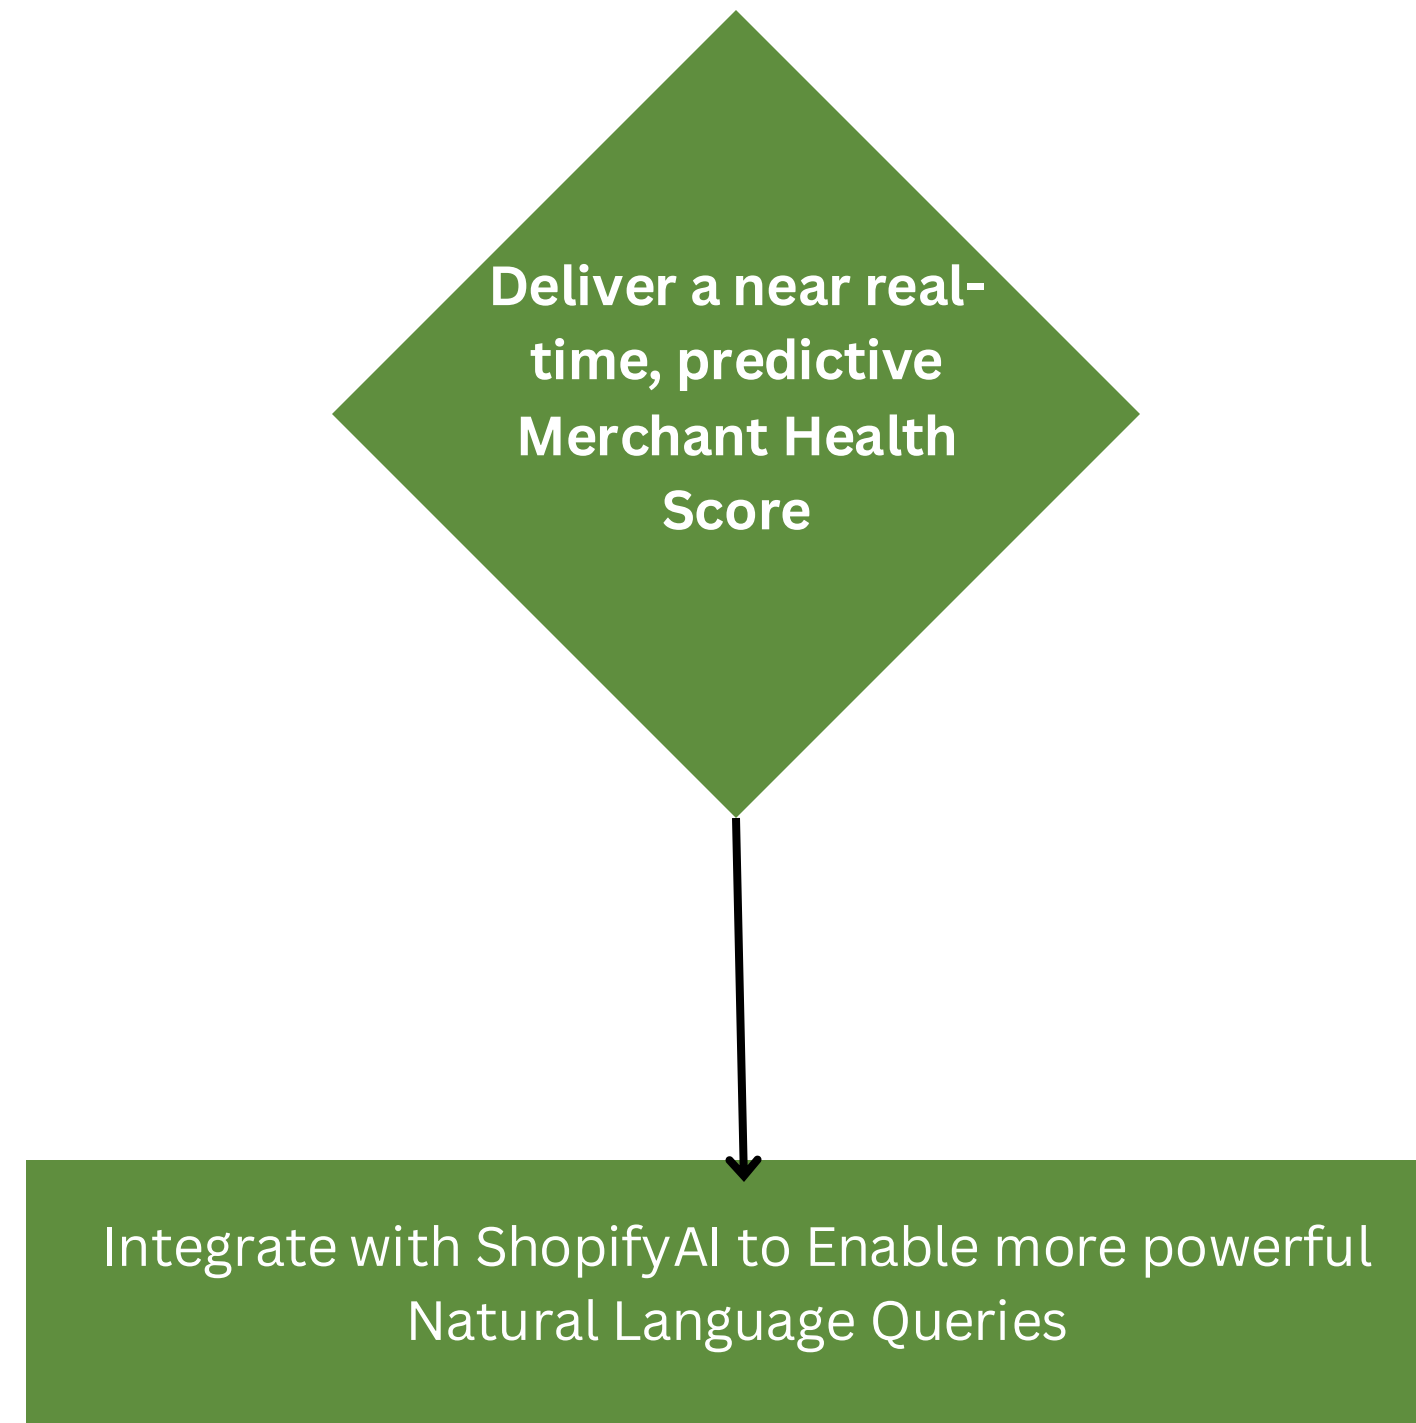 Deliver a near real-
time, predictive
Merchant Health
Score
Integrate with ShopifyAI to Enable more powerful
Natural Language Queries